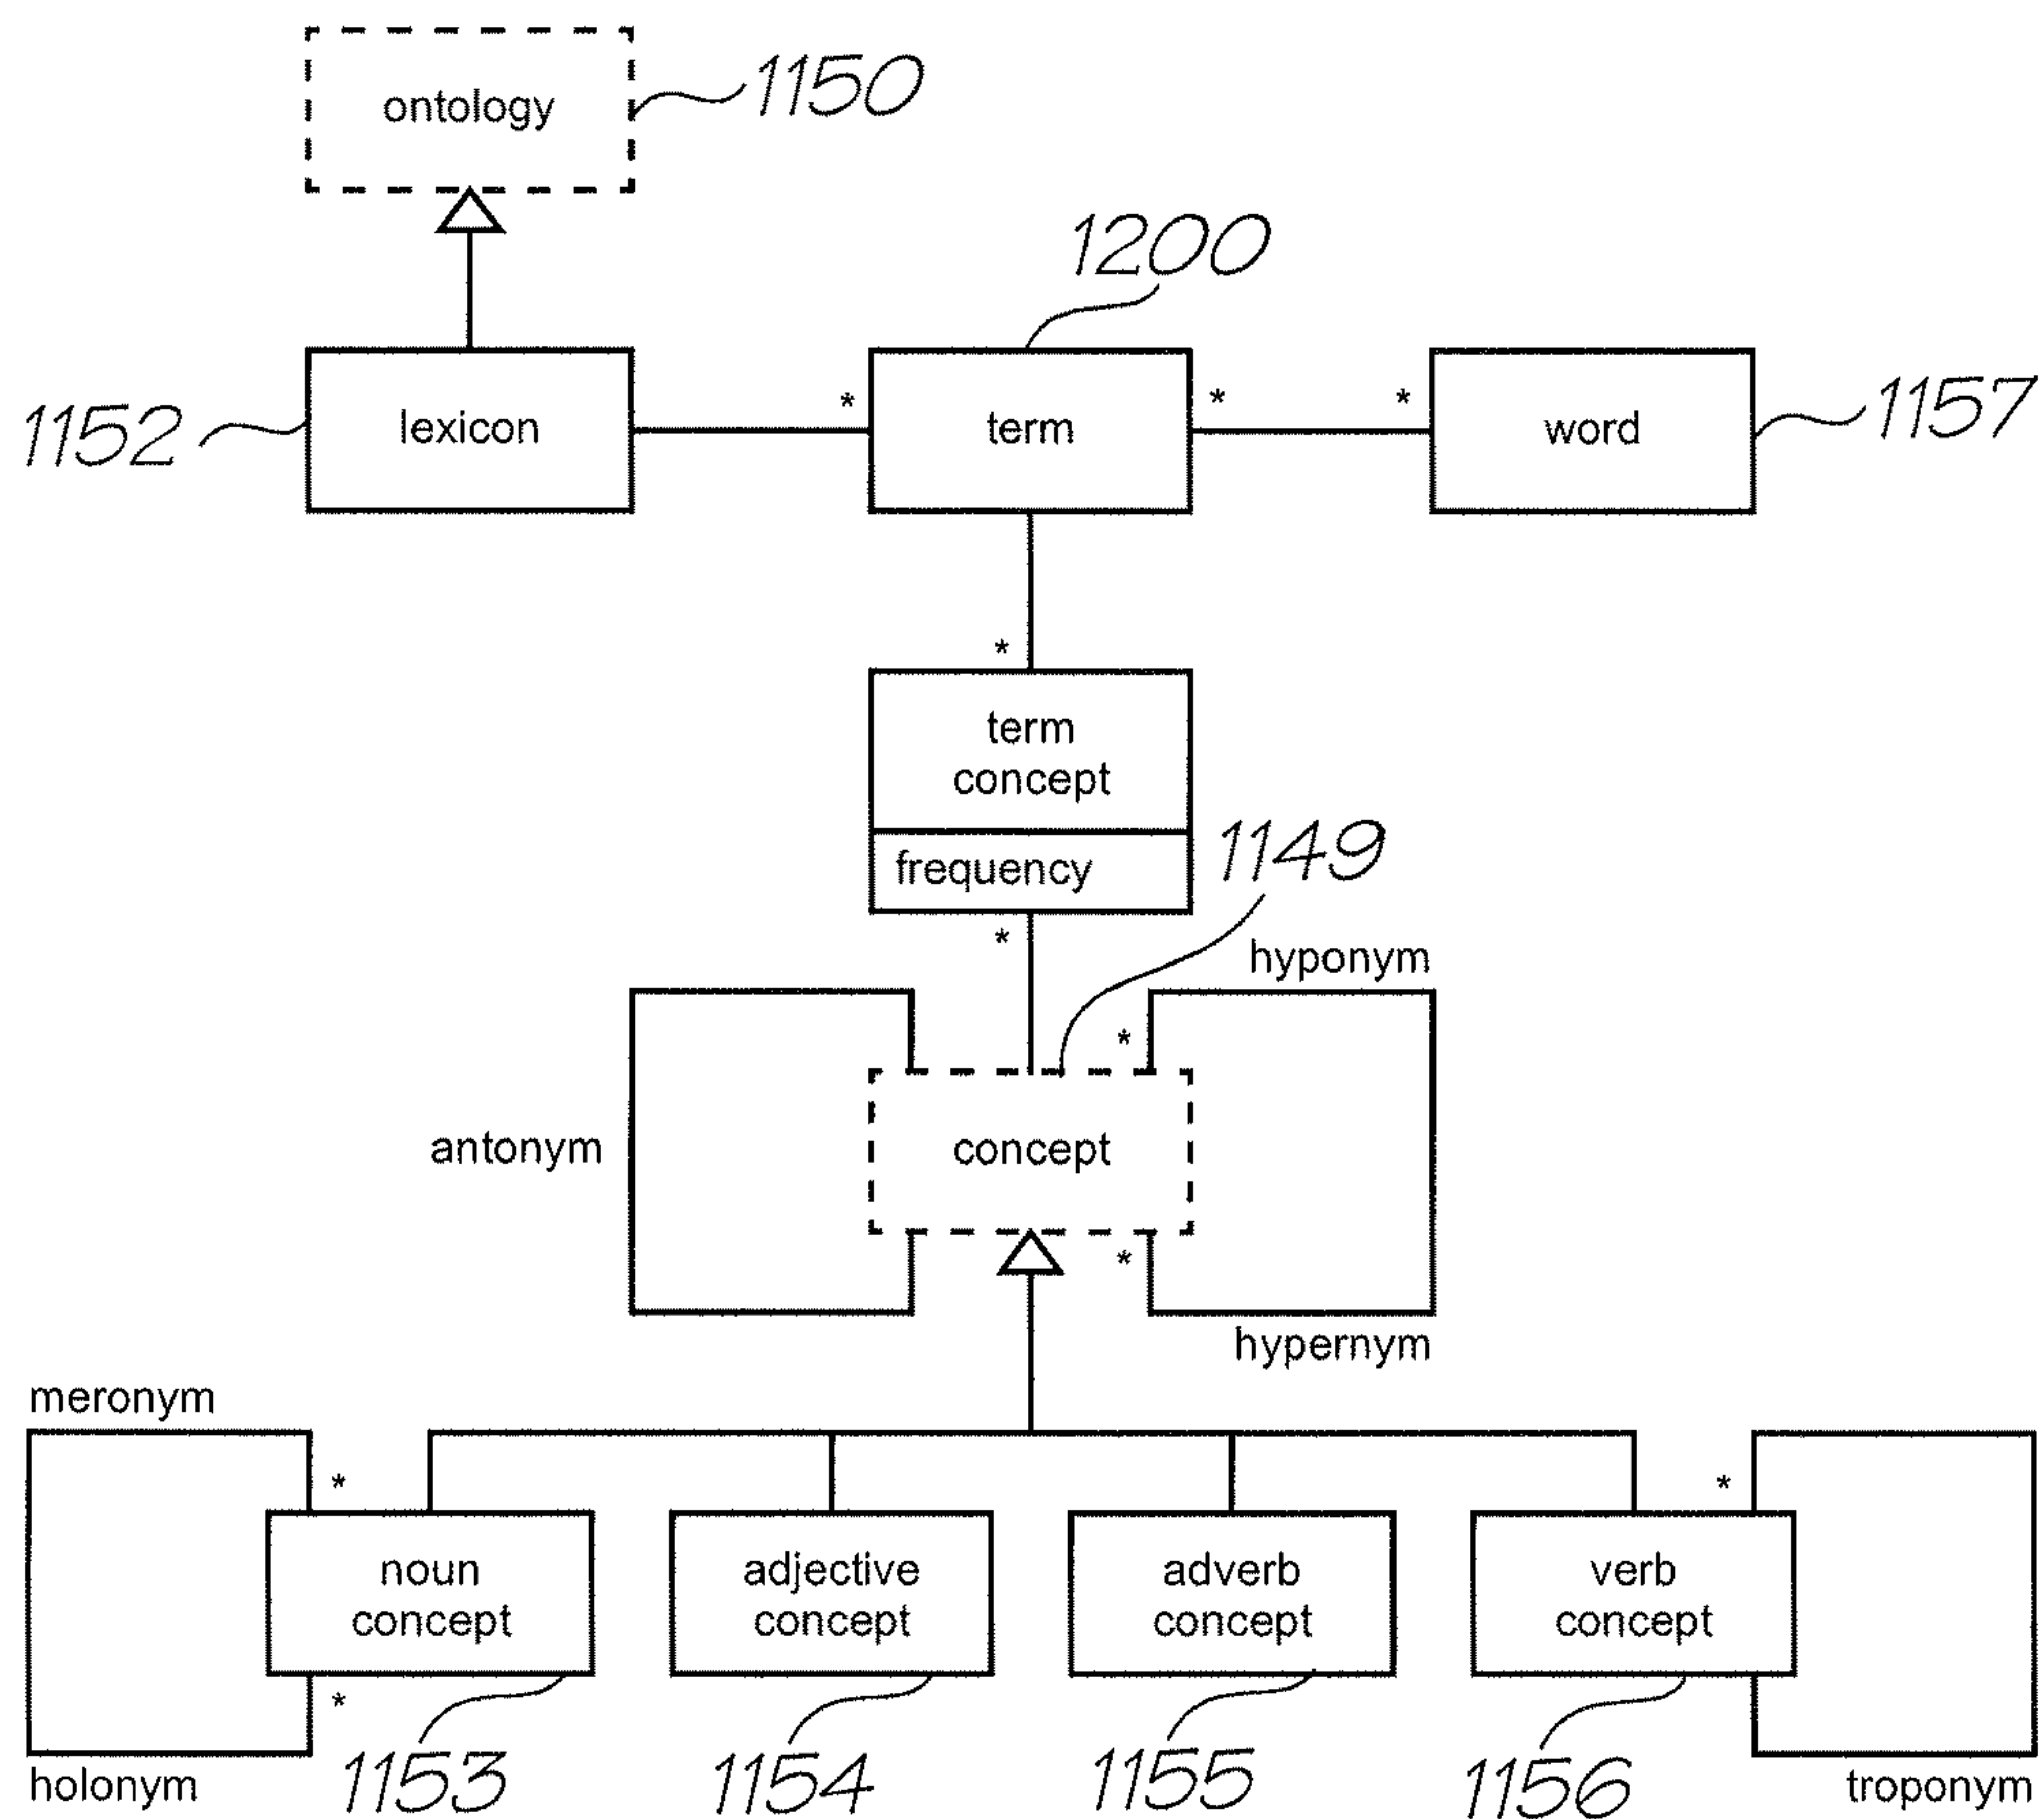 ontology
1150
1200
1152
lexicon
*
term
*
*
word
1157
*
term
concept
frequency
1149
*
hyponym
*
antonym
concept
*
hypernym
meronym
*
*
noun
concept
adjective
concept
adverb
concept
verb
concept
*
holonym
1153
1154
1155
1156
troponym